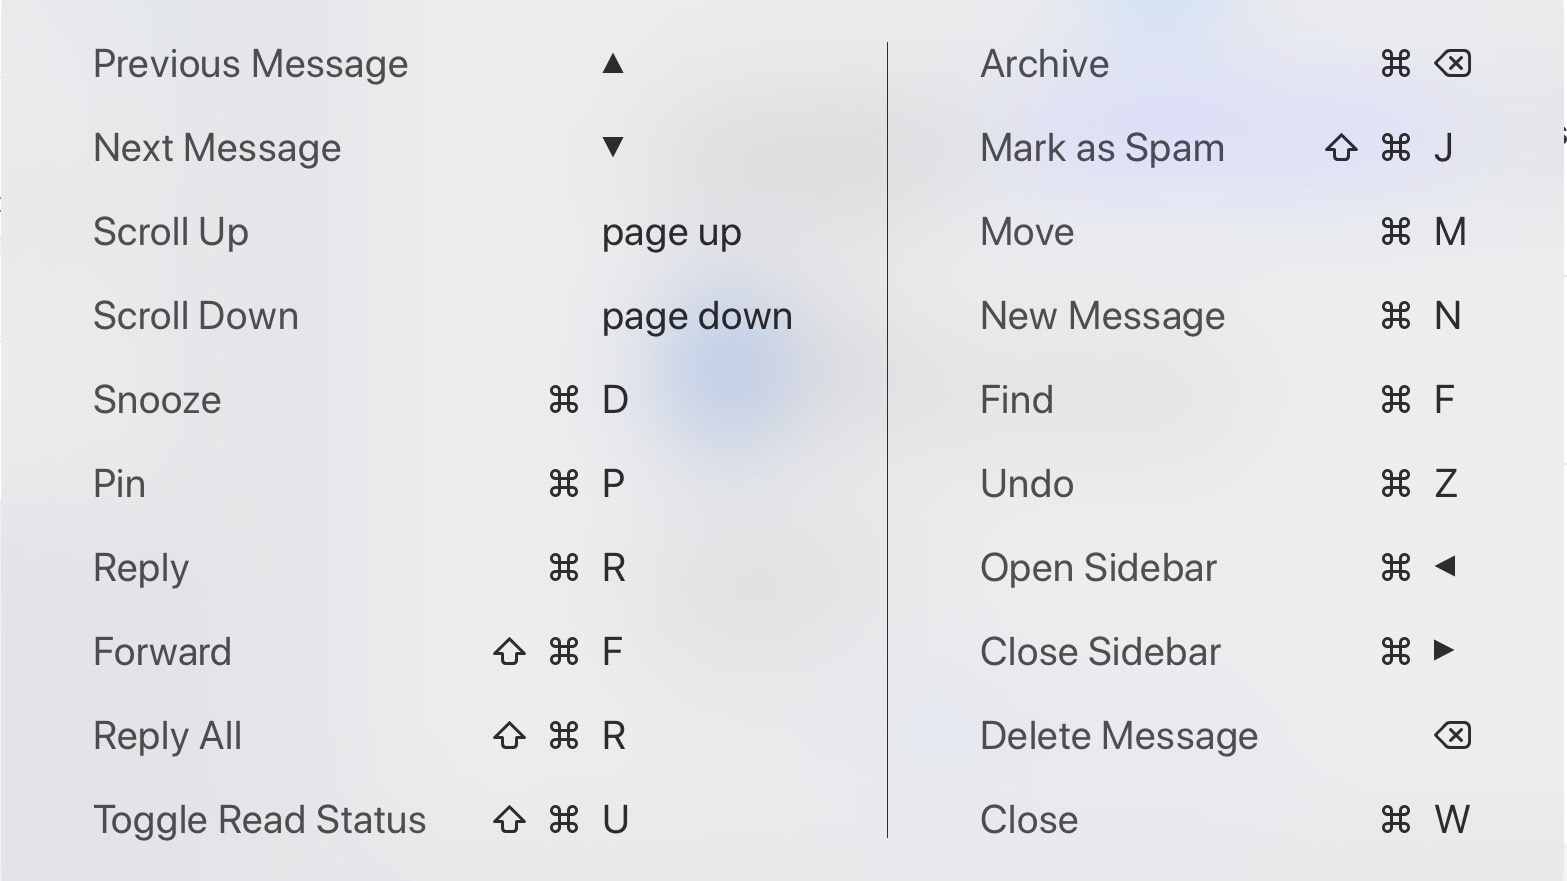 Previous Message ▲
Next Message ▼
Scroll Up page up
Scroll Down page down
Snooze ⌘ D
Pin ⌘ P
Reply ⌘ R
Forward ⇧ ⌘ F
Reply All ⇧ ⌘ R
Toggle Read Status ⇧ ⌘ U
Archive ⌘ ⌫
Mark as Spam ⇧ ⌘ J
Move ⌘ M
New Message ⌘ N
Find ⌘ F
Undo ⌘ Z
Open Sidebar ⌘ ◀
Close Sidebar ⌘ ▶
Delete Message ⌫
Close ⌘ W